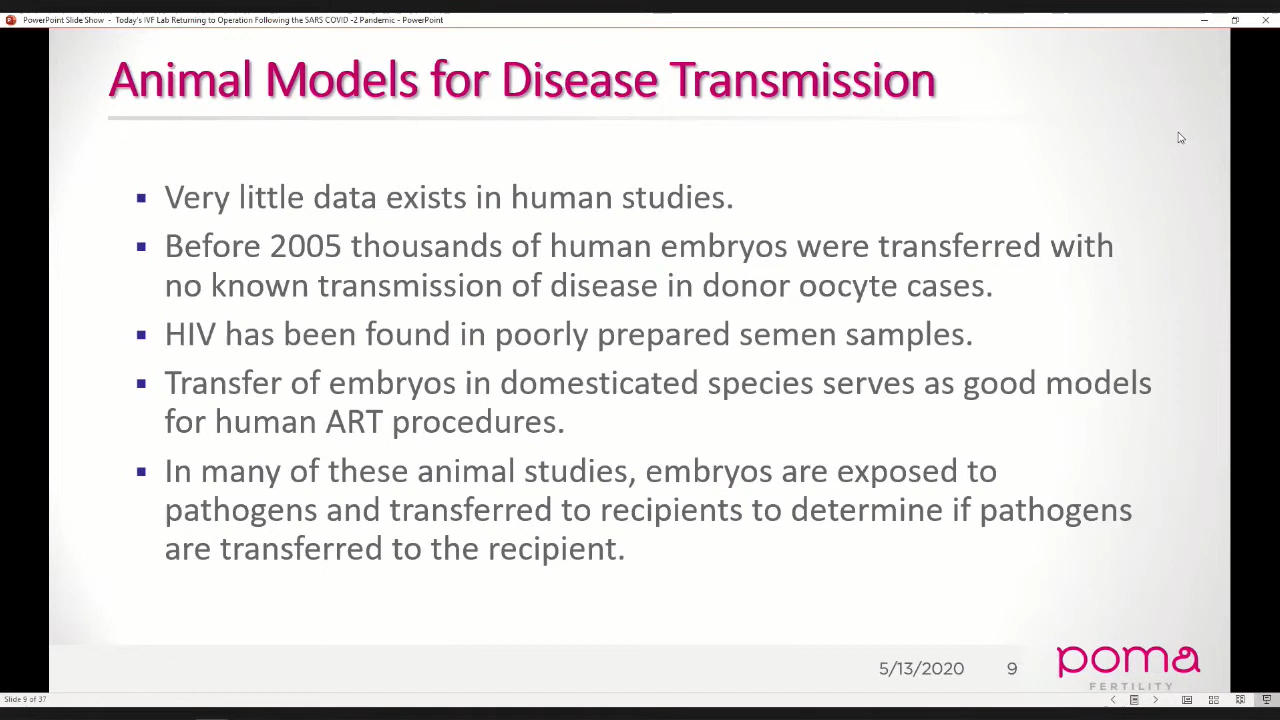 PowerPoint Slide Show - Today's IVF Lab Returning to Operation Following the SARS COVID -2 Pandemic - PowerPoint
Animal Models for Disease Transmission
▪ Very little data exists in human studies.
▪ Before 2005 thousands of human embryos were transferred with
no known transmission of disease in donor oocyte cases.
▪ HIV has been found in poorly prepared semen samples.
▪ Transfer of embryos in domesticated species serves as good models
for human ART procedures.
▪ In many of these animal studies, embryos are exposed to
pathogens and transferred to recipients to determine if pathogens
are transferred to the recipient.
5/13/2020 9
poma
FERTILITY
Slide 9 of 37